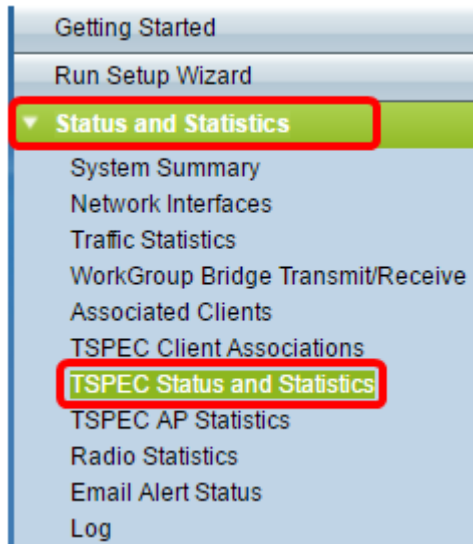 Getting Started
Run Setup Wizard
Status and Statistics
System Summary
Network Interfaces
Traffic Statistics
WorkGroup Bridge Transmit/Receive
Associated Clients
TSPEC Client Associations
TSPEC Status and Statistics
TSPEC AP Statistics
Radio Statistics
Email Alert Status
Log